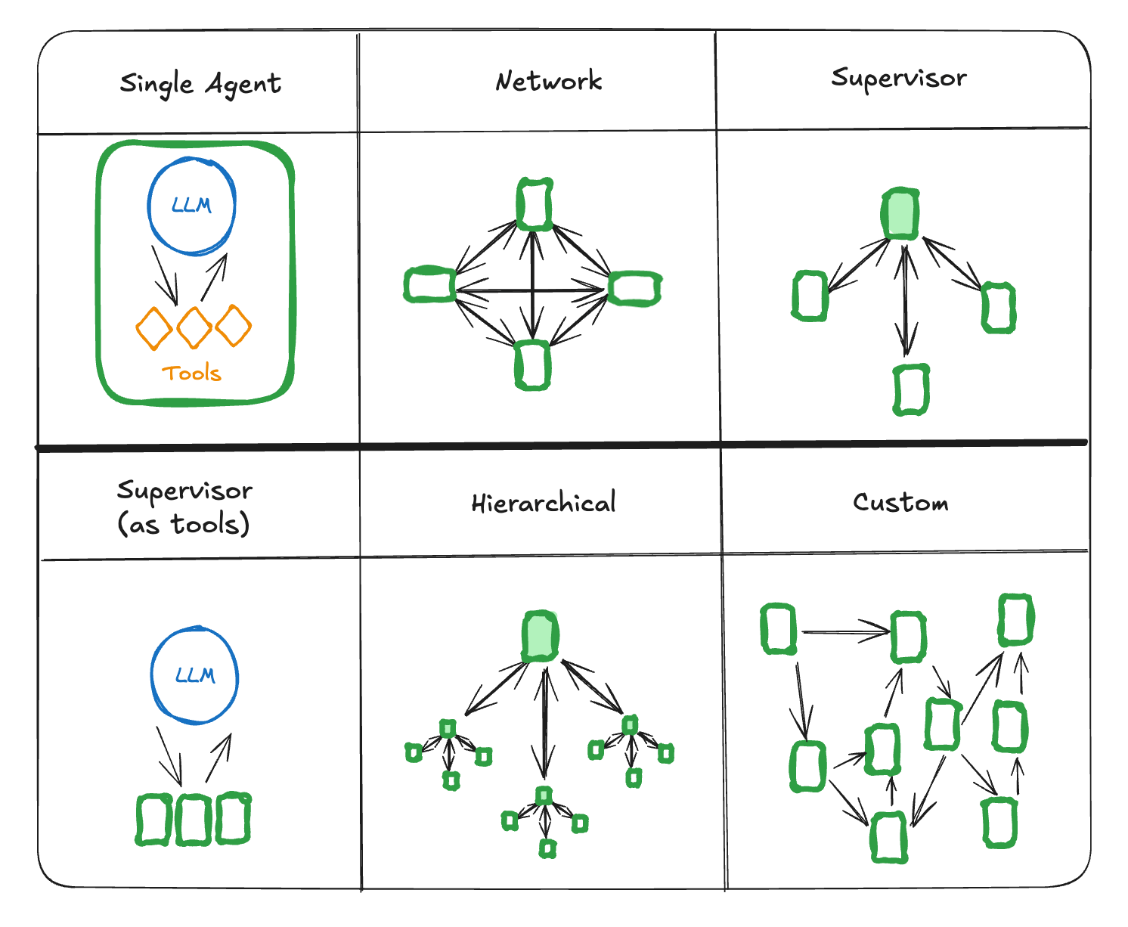 Single Agent
Network
Supervisor
LLM
Tools
Supervisor
(as tools)
Hierarchical
Custom
LLM